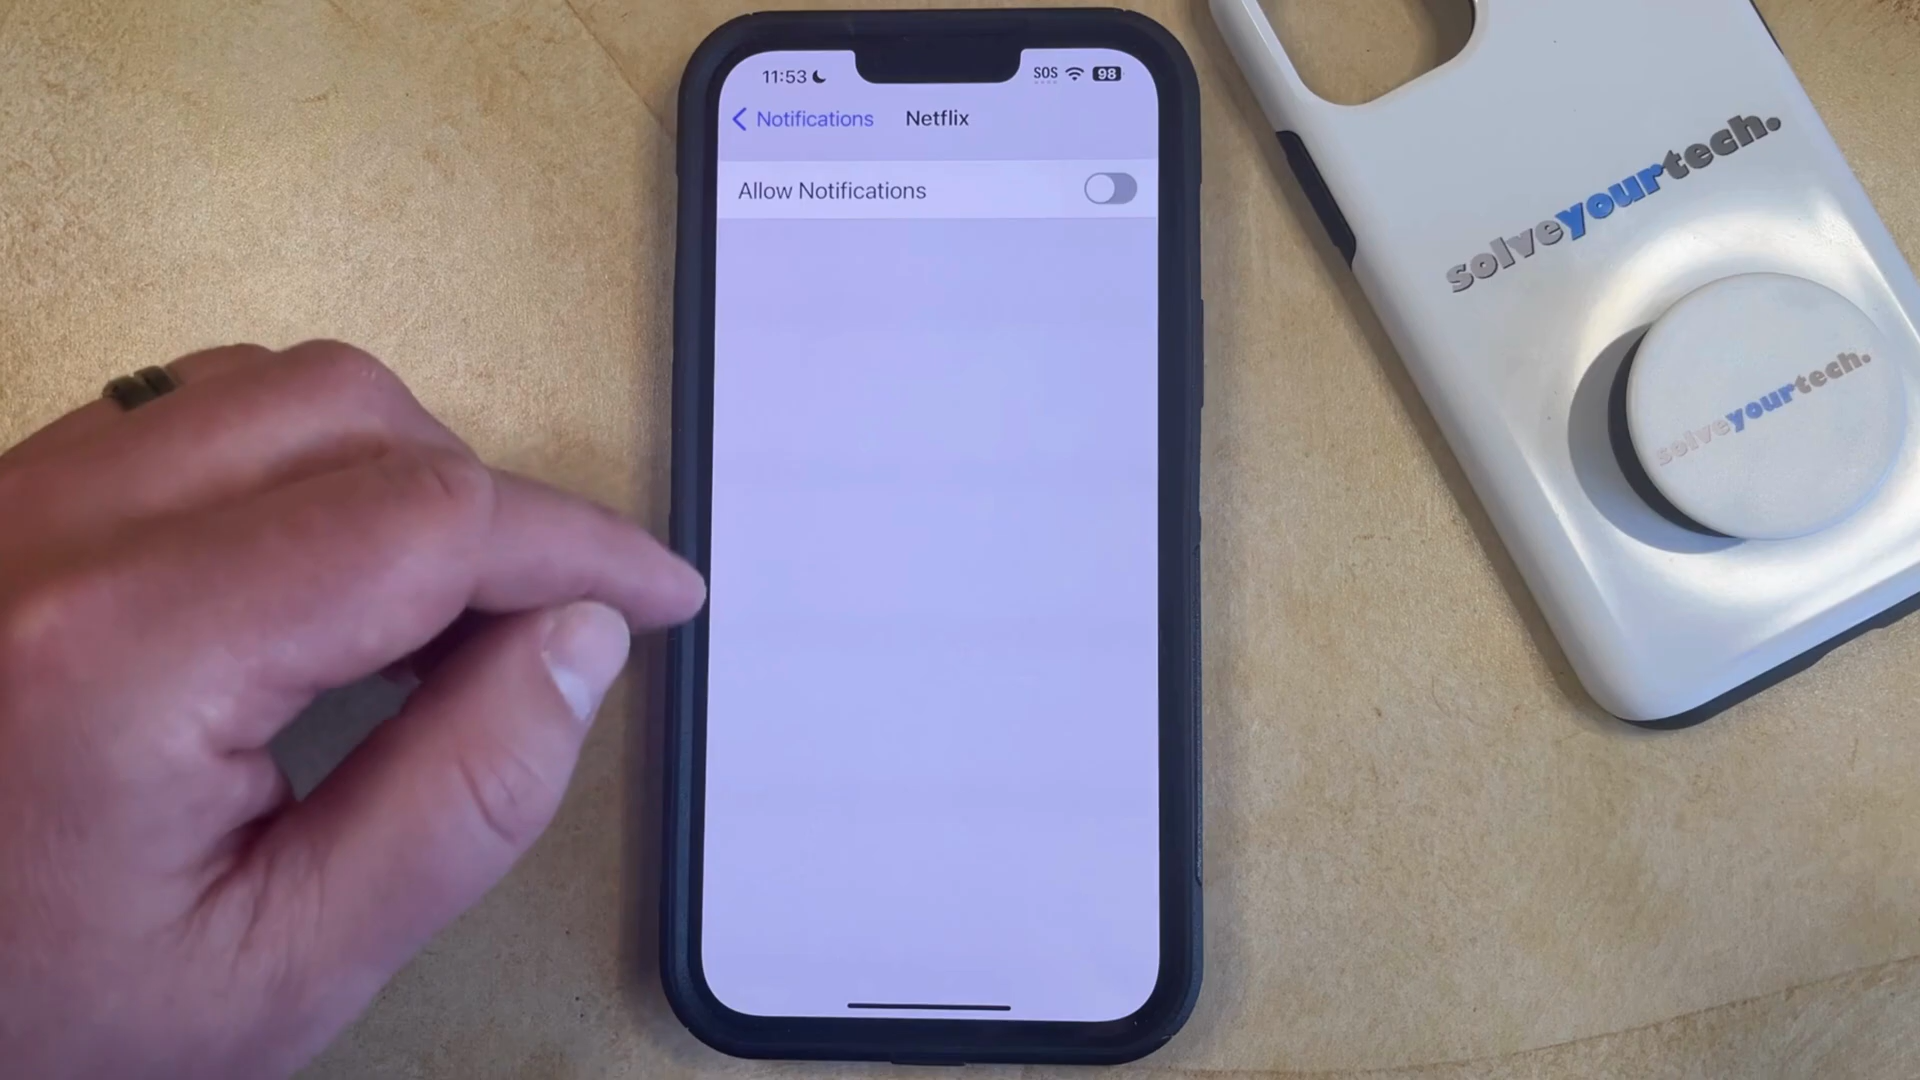 11:53
SOS
98
Notifications
Netflix
Allow Notifications
solveyourtech.
solveyourtech.